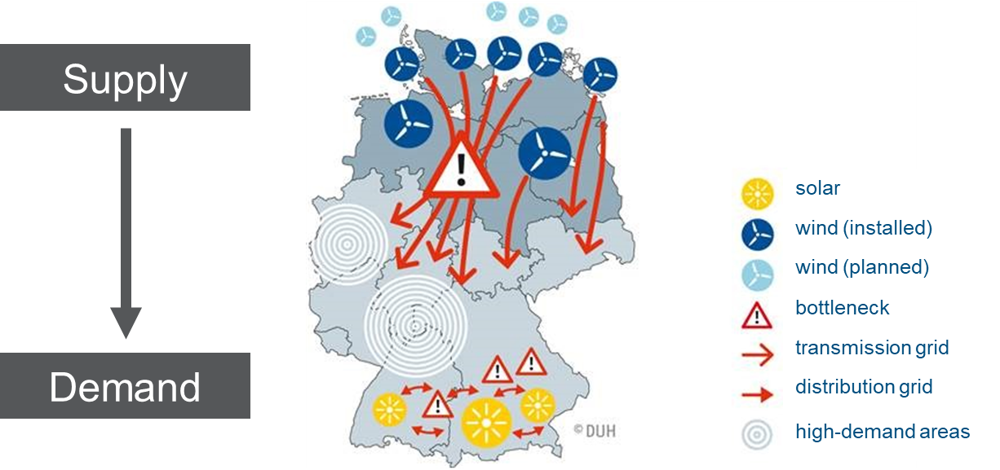 Supply
Demand
solar
wind (installed)
wind (planned)
bottleneck
transmission grid
distribution grid
high-demand areas
© DUH
!
!
!
!
!